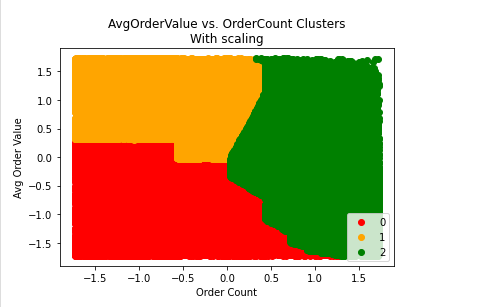 AvgOrderValue vs. OrderCount Clusters
With scaling
Avg Order Value
1.5
1.0
0.5
0.0
−0.5
−1.0
−1.5
−1.5 −1.0 −0.5 0.0 0.5 1.0 1.5
Order Count
0
1
2